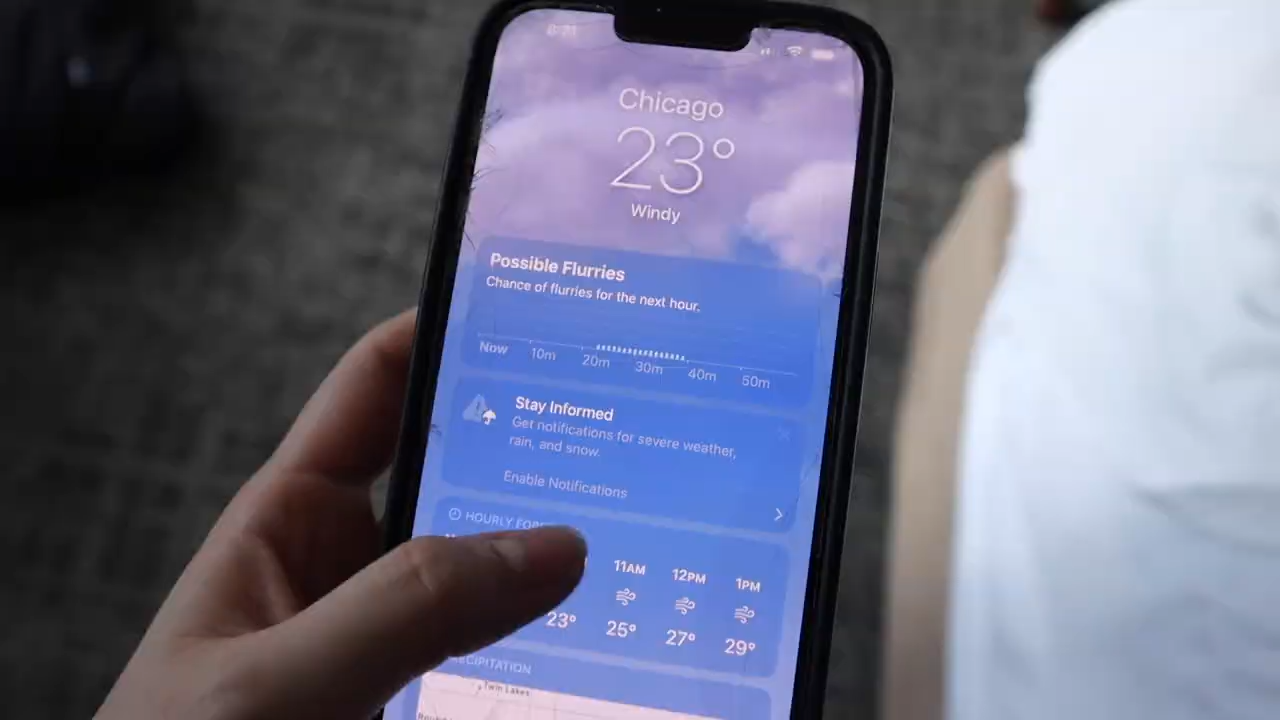 8:21
Chicago
23°
Windy
Possible Flurries
Chance of flurries for the next hour.
Now 10m 20m 30m 40m 50m
Stay Informed
Get notifications for severe weather,
rain, and snow.
Enable Notifications
HOURLY
11AM 12PM 1PM
23° 25° 27° 29°
Twin Lakes